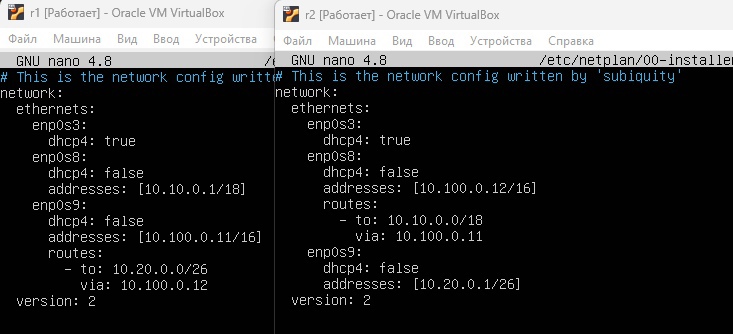 r1 [Работает] - Oracle VM VirtualBox
Файл Машина Вид Ввод Устройства
GNU nano 4.8 /e
# This is the network config writt
network:
  ethernets:
    enp0s3:
      dhcp4: true
    enp0s8:
      dhcp4: false
      addresses: [10.10.0.1/18]
    enp0s9:
      dhcp4: false
      addresses: [10.100.0.11/16]
      routes:
        - to: 10.20.0.0/26
          via: 10.100.0.12
  version: 2
r2 [Работает] - Oracle VM VirtualBox
Файл Машина Вид Ввод Устройства Справка
GNU nano 4.8 /etc/netplan/00-installer
# This is the network config written by 'subiquity'
network:
  ethernets:
    enp0s3:
      dhcp4: true
    enp0s8:
      dhcp4: false
      addresses: [10.100.0.12/16]
      routes:
        - to: 10.10.0.0/18
          via: 10.100.0.11
    enp0s9:
      dhcp4: false
      addresses: [10.20.0.1/26]
  version: 2